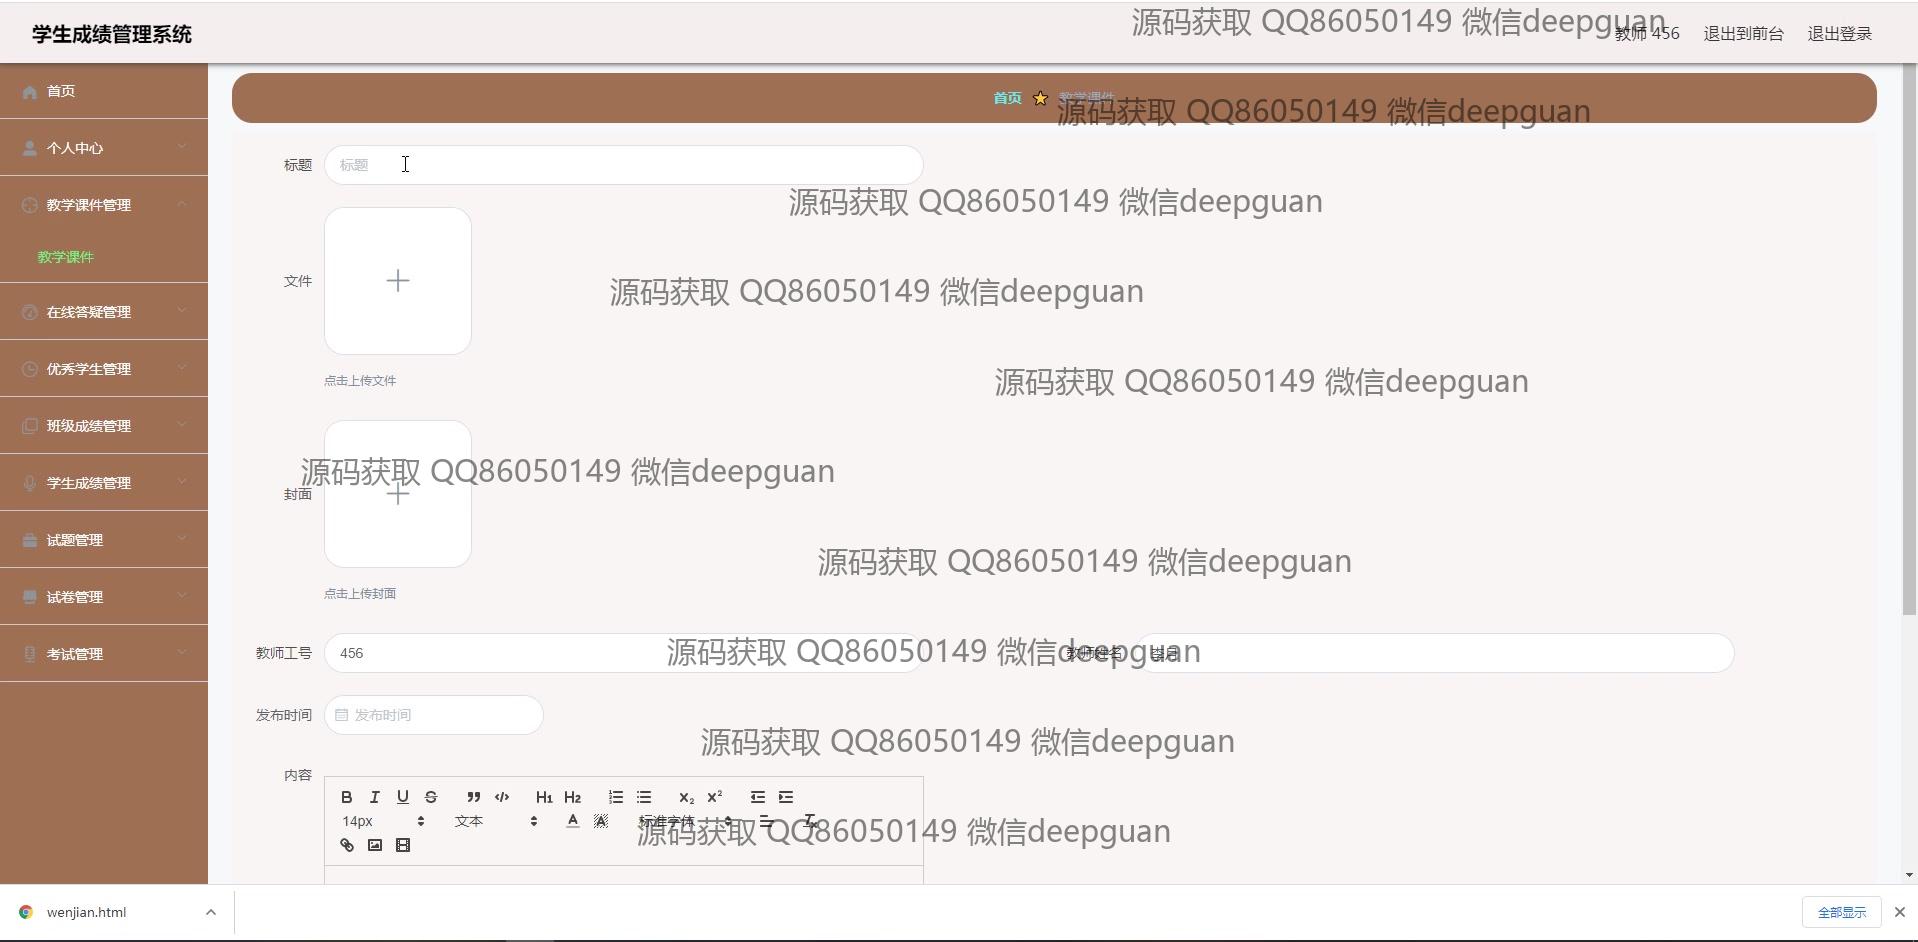 学生成绩管理系统
源码获取 QQ86050149 微信deepguan
教师 456
退出到前台
退出登录
首页
个人中心
教学课件管理
教学课件
在线答疑管理
优秀学生管理
班级成绩管理
学生成绩管理
试题管理
试卷管理
考试管理
首页
教学课件
源码获取 QQ86050149 微信deepguan
标题
标题
源码获取 QQ86050149 微信deepguan
文件
源码获取 QQ86050149 微信deepguan
点击上传文件
源码获取 QQ86050149 微信deepguan
封面
源码获取 QQ86050149 微信deepguan
源码获取 QQ86050149 微信deepguan
点击上传封面
教师工号
456
源码获取 QQ86050149 微信deepguan
教师姓名
发布时间
发布时间
源码获取 QQ86050149 微信deepguan
内容
B I U S H1 H2 X2 X2
14px 文本 A A 标准字体
源码获取 QQ86050149 微信deepguan
wenjian.html
全部显示